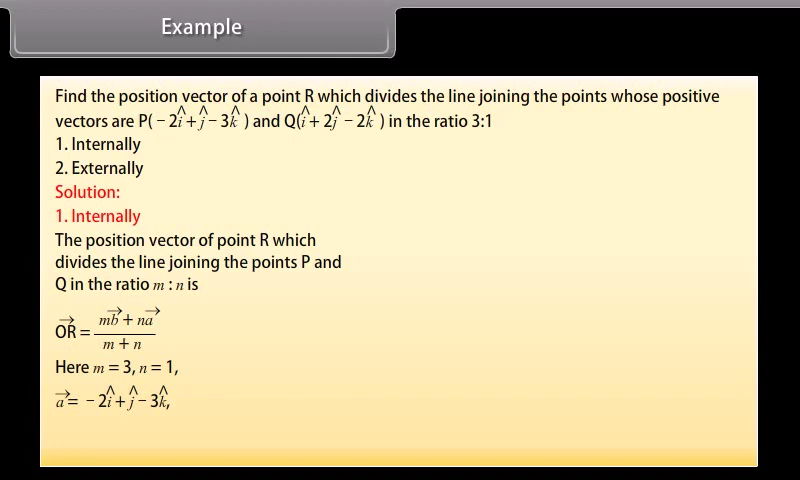 Example
Find the position vector of a point R which divides the line joining the points whose positive
vectors are P( − 2î + ĵ − 3k̂ ) and Q(î + 2ĵ − 2k̂ ) in the ratio 3:1
1. Internally
2. Externally
Solution:
1. Internally
The position vector of point R which
divides the line joining the points P and
Q in the ratio m : n is
O⃗R⃗ = (mb⃗ + na⃗)/(m + n)
Here m = 3, n = 1,
a⃗ = − 2î + ĵ − 3k̂,